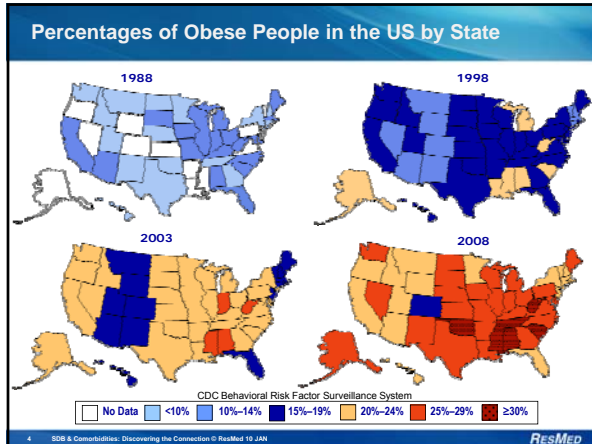 Percentages of Obese People in the US by State
1988
1998
2003
2008
CDC Behavioral Risk Factor Surveillance System
No Data <10% 10%–14% 15%–19% 20%–24% 25%–29% ≥30%
4 SDB & Comorbidities: Discovering the Connection © ResMed 10 JAN RESMED